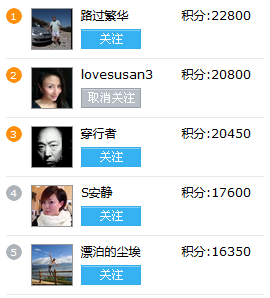 1 路过繁华 积分:22800
关注
2 lovesusan3 积分:20800
取消关注
3 穿行者 积分:20450
关注
4 S安静 积分:17600
关注
5 漂泊的尘埃 积分:16350
关注